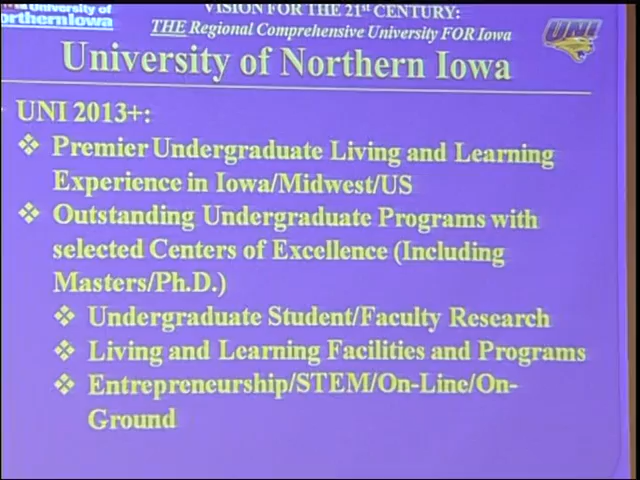 University of
Northern Iowa
VISION FOR THE 21ST CENTURY:
THE Regional Comprehensive University FOR Iowa
UNI
University of Northern Iowa
UNI 2013+:
❖ Premier Undergraduate Living and Learning
Experience in Iowa/Midwest/US
❖ Outstanding Undergraduate Programs with
selected Centers of Excellence (Including
Masters/Ph.D.)
❖ Undergraduate Student/Faculty Research
❖ Living and Learning Facilities and Programs
❖ Entrepreneurship/STEM/On-Line/On-
Ground